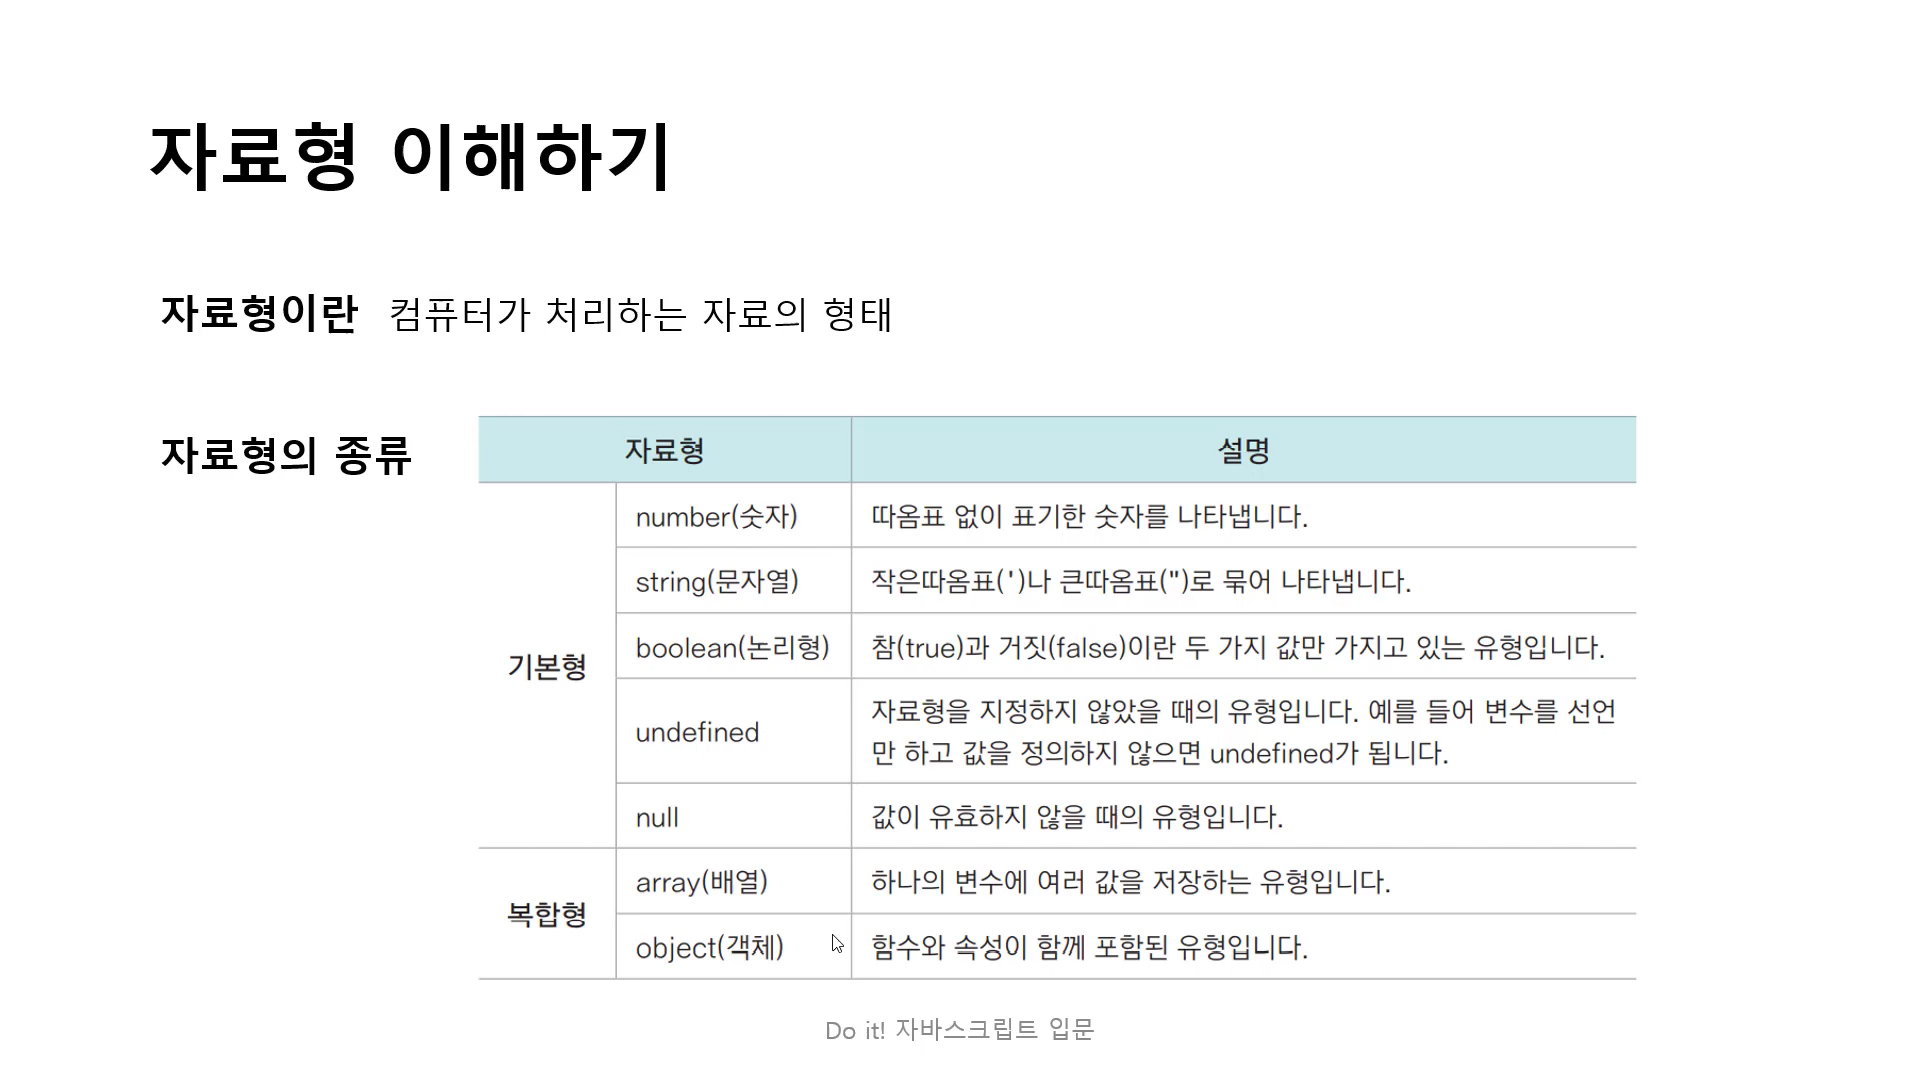 자료형 이해하기
자료형이란 컴퓨터가 처리하는 자료의 형태
자료형의 종류
자료형 설명
기본형
number(숫자) 따옴표 없이 표기한 숫자를 나타냅니다.
string(문자열) 작은따옴표(')나 큰따옴표(")로 묶어 나타냅니다.
boolean(논리형) 참(true)과 거짓(false)이란 두 가지 값만 가지고 있는 유형입니다.
undefined 자료형을 지정하지 않았을 때의 유형입니다. 예를 들어 변수를 선언
만 하고 값을 정의하지 않으면 undefined가 됩니다.
null 값이 유효하지 않을 때의 유형입니다.
복합형
array(배열) 하나의 변수에 여러 값을 저장하는 유형입니다.
object(객체) 함수와 속성이 함께 포함된 유형입니다.
Do it! 자바스크립트 입문